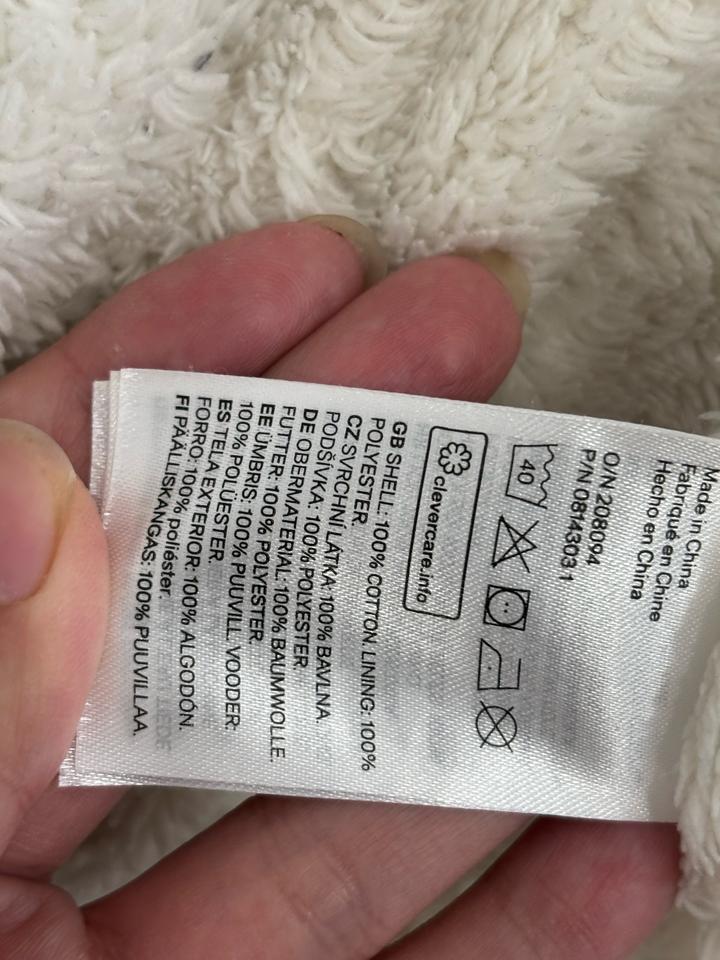 Made in China
Fabriqué en Chine
Hecho en China
O/N 208094
P/N 08143031
40
clevercare.info
GB SHELL: 100% COTTON. LINING: 100%
POLYESTER.
CZ SVRCHNÍ LÁTKA: 100% BAVLNA.
PODŠÍVKA: 100% POLYESTER.
DE OBERMATERIAL: 100% BAUMWOLLE.
FUTTER: 100% POLYESTER.
EE ÜMBRIS: 100% PUUVILL. VOODER:
100% POLÜESTER.
ES TELA EXTERIOR: 100% ALGODÓN.
FORRO: 100% poliéster.
FI PÄÄLLISKANGAS: 100% PUUVILLAA.